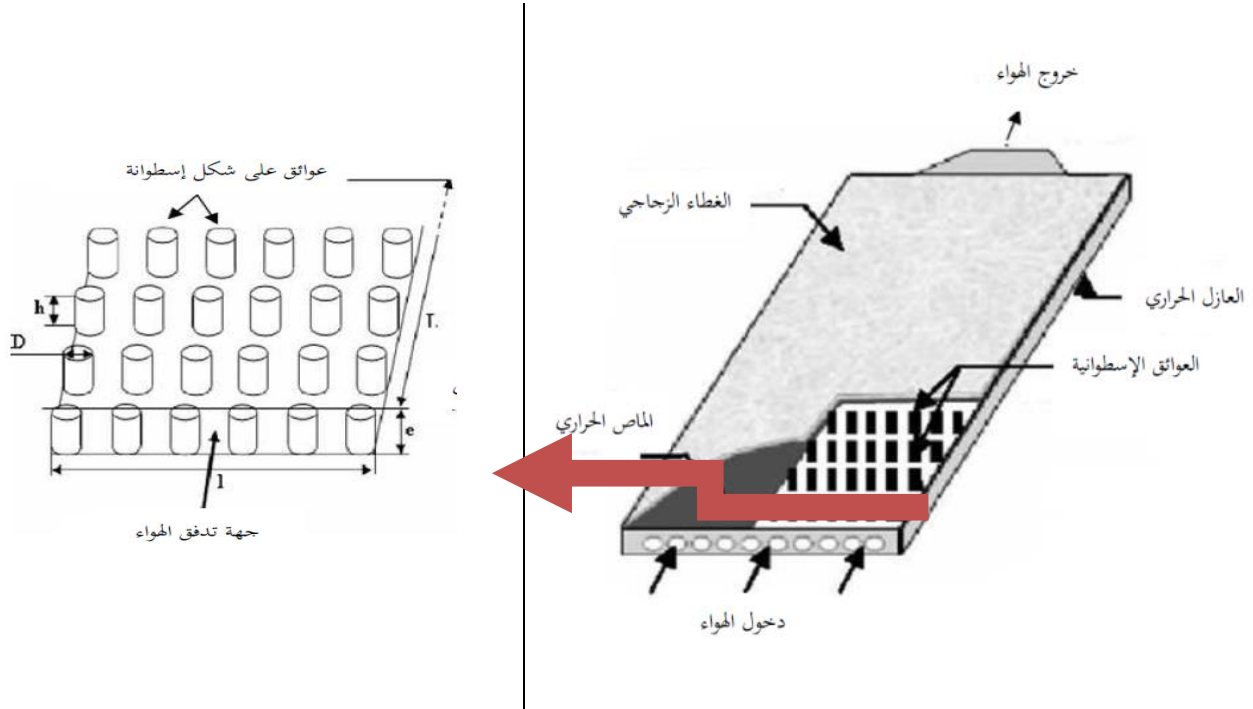 خروج الهواء
الغطاء الزجاجي
العازل الحراري
العوائق الإسطوانية
الماص الحراري
دخول الهواء
عوائق على شكل إسطوانة
h
D
e
l
جهة تدفق الهواء